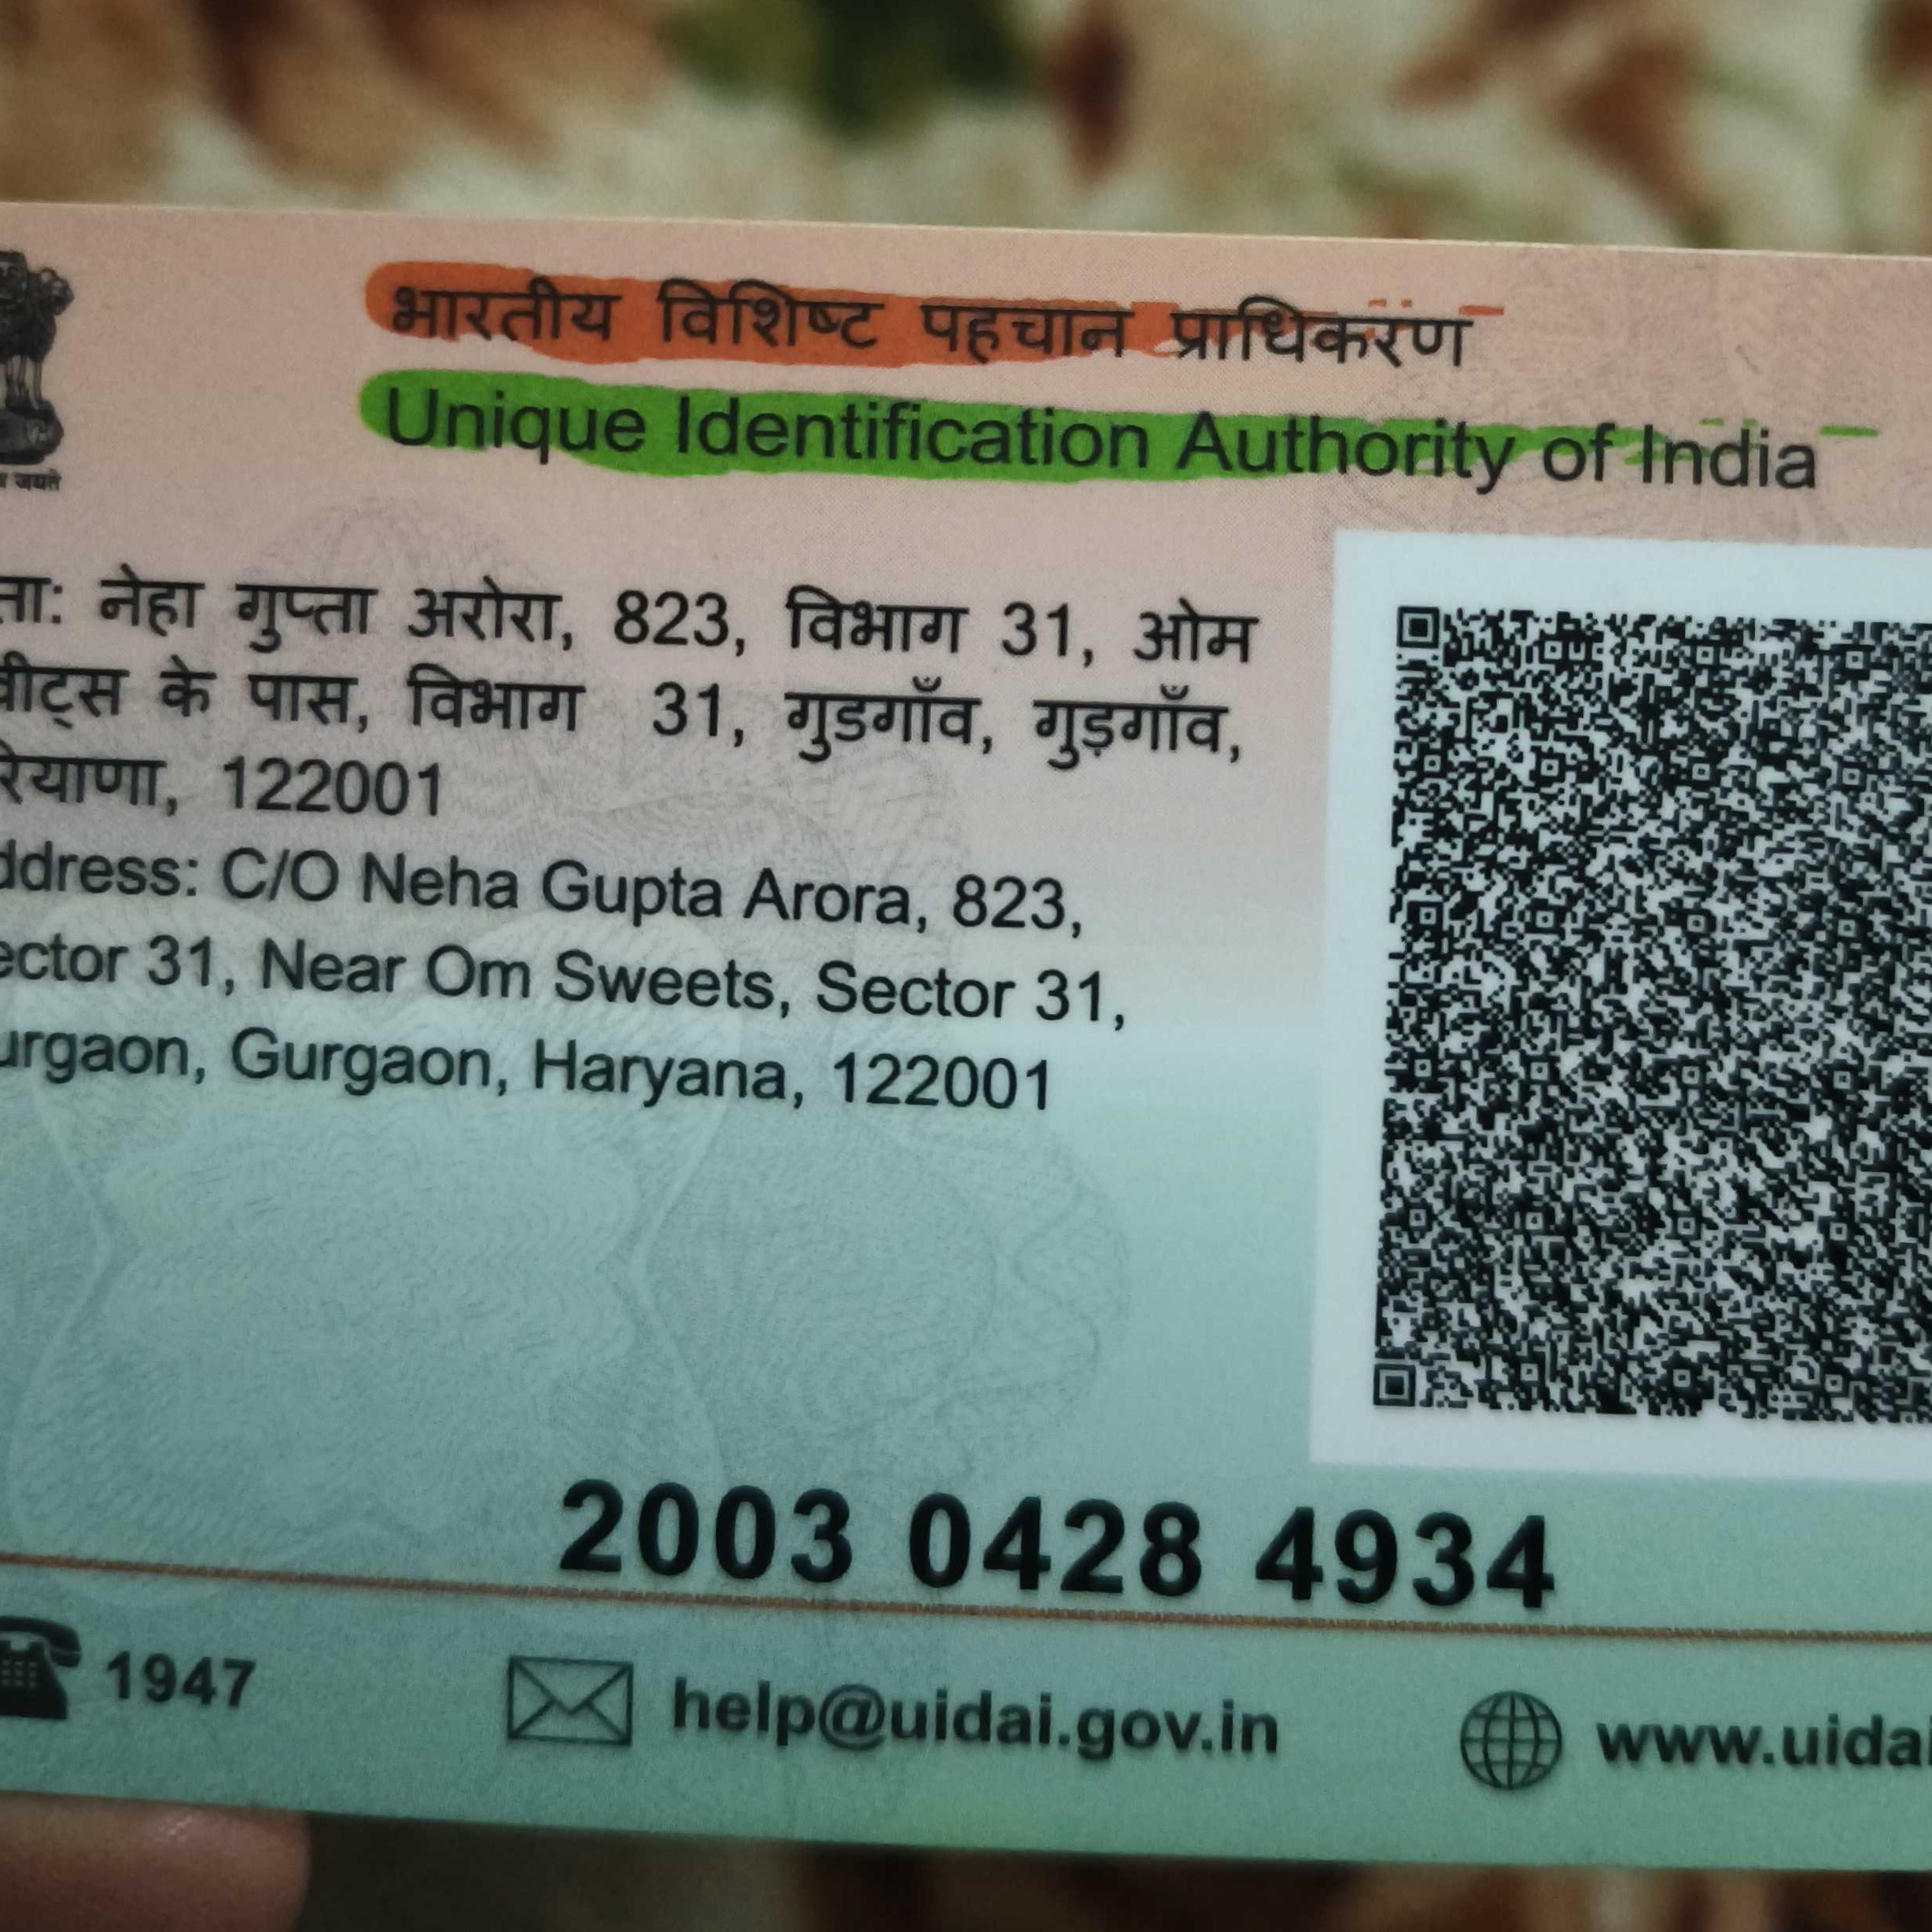 जयते
भारतीय विशिष्ट पहचान प्राधिकरण
Unique Identification Authority of India
ता: नेहा गुप्ता अरोरा, 823, विभाग 31, ओम
वीट्स के पास, विभाग 31, गुडगाँव, गुड़गाँव,
रियाणा, 122001
ddress: C/O Neha Gupta Arora, 823,
ector 31, Near Om Sweets, Sector 31,
urgaon, Gurgaon, Haryana, 122001
2003 0428 4934
1947 help@uidai.gov.in www.uidai